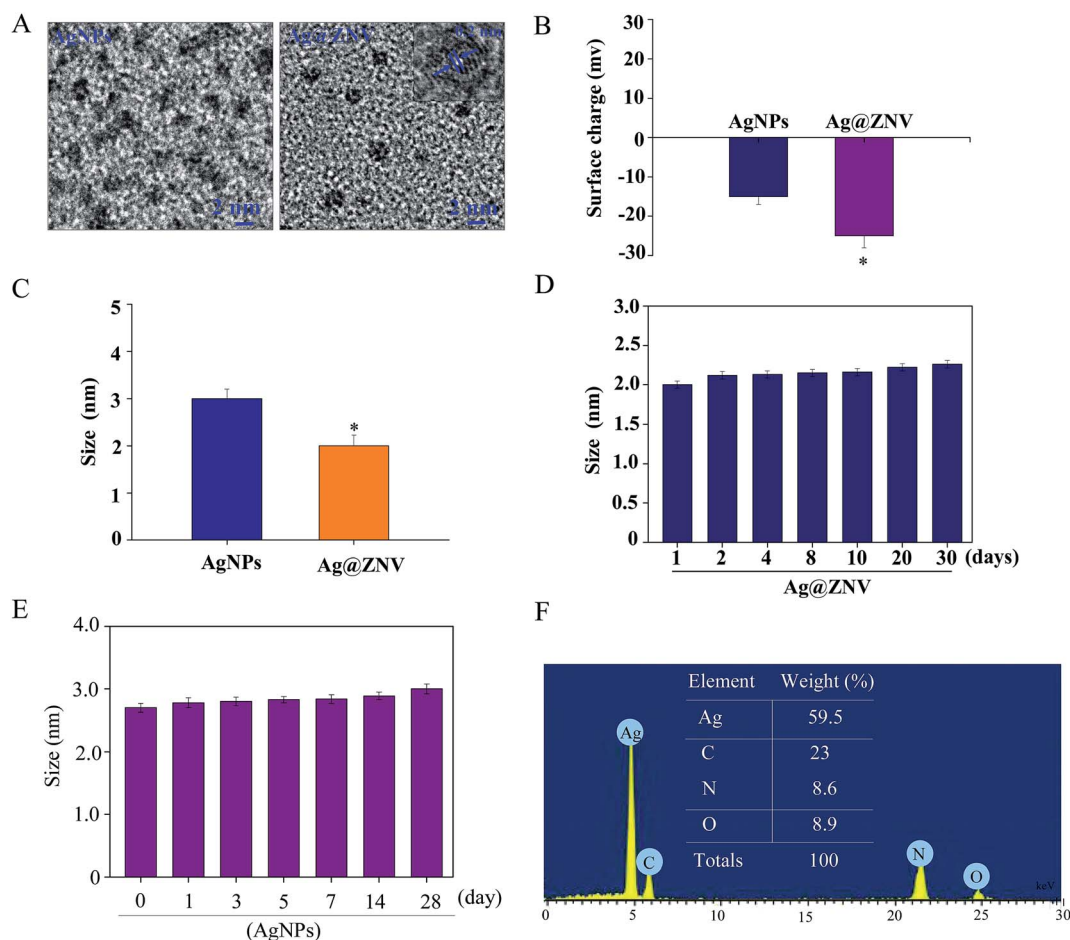 A
AgNPs
2 nm
Ag@ZNV
0.2 nm
2 nm
B
Surface charge (mv)
30
20
10
0
-10
-20
-30
AgNPs
Ag@ZNV
*
C
Size (nm)
5
4
3
2
1
0
*
AgNPs
Ag@ZNV
D
Size (nm)
3.0
2.5
2.0
1.5
1.0
0.5
0
1 2 4 8 10 20 30 (days)
Ag@ZNV
E
Size (nm)
4.0
3.0
2.0
1.0
0
0 1 3 5 7 14 28 (day)
(AgNPs)
F
Element Weight (%)
Ag 59.5
C 23
N 8.6
O 8.9
Totals 100
Ag
C
N
O
keV
0 5 10 15 20 25 30